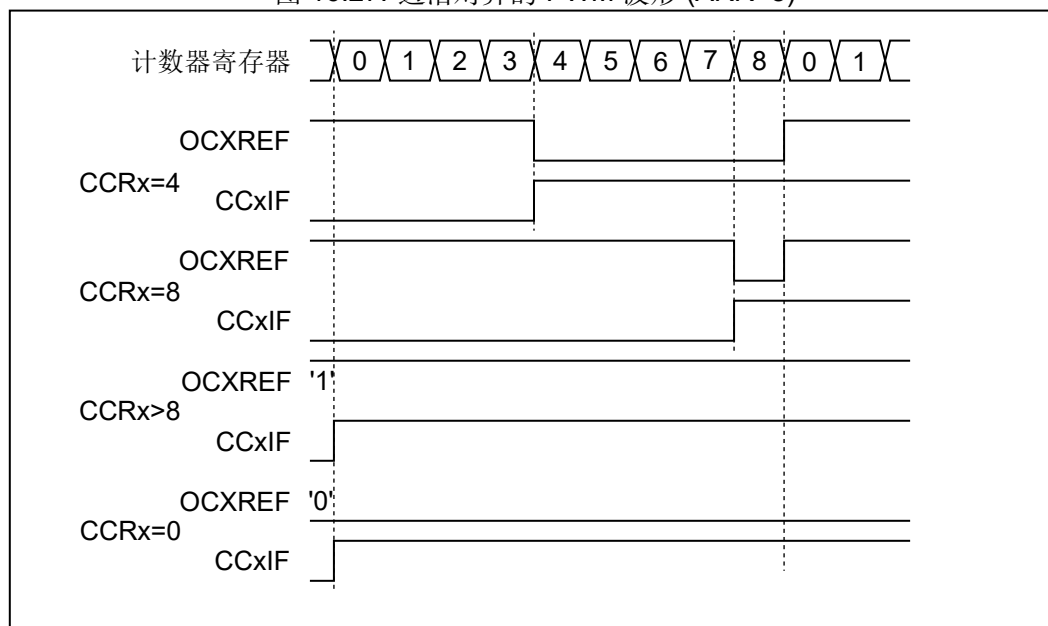 计数器寄存器 0 1 2 3 4 5 6 7 8 0 1
OCXREF
CCRx=4
CCxIF
OCXREF
CCRx=8
CCxIF
OCXREF '1'
CCRx>8
CCxIF
OCXREF '0'
CCRx=0
CCxIF